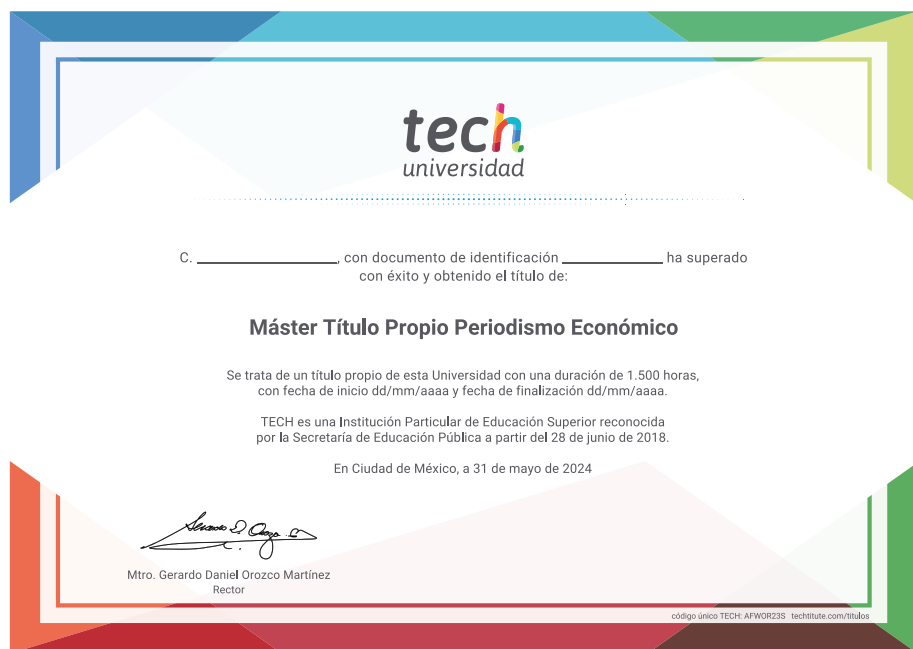 tech
universidad
C. ____________, con documento de identificación ____________ ha superado
con éxito y obtenido el título de:
Máster Título Propio Periodismo Económico
Se trata de un título propio de esta Universidad con una duración de 1.500 horas,
con fecha de inicio dd/mm/aaaa y fecha de finalización dd/mm/aaaa.
TECH es una Institución Particular de Educación Superior reconocida
por la Secretaría de Educación Pública a partir del 28 de junio de 2018.
En Ciudad de México, a 31 de mayo de 2024
Mtro. Gerardo Daniel Orozco Martínez
Rector
código único TECH: AFWOR23S techtitute.com/titulos